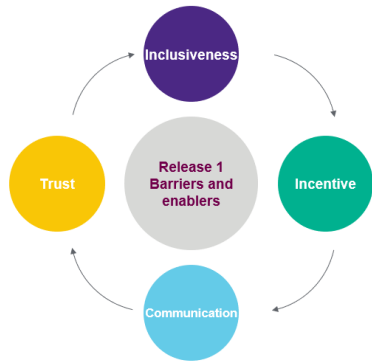 Inclusiveness
Trust
Release 1
Barriers and
enablers
Incentive
Communication